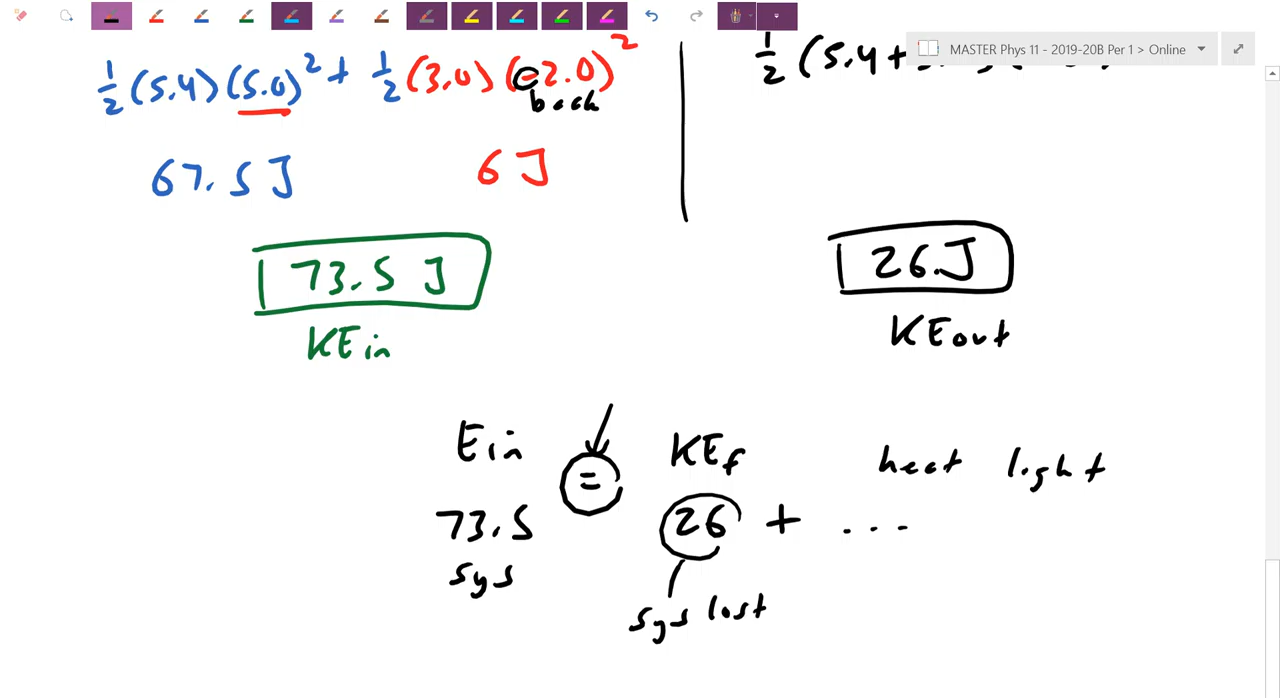 MASTER Phys 11 - 2019-20B Per 1 > Online
½ (5.4) (5.0)² + ½ (3.0) (-2.0)²
back
½ (5.4 +
67.5 J
6 J
73.5 J
26 J
KEin
KEout
Ein = KEf heat light
73.5 26 + ...
sys
sys lost